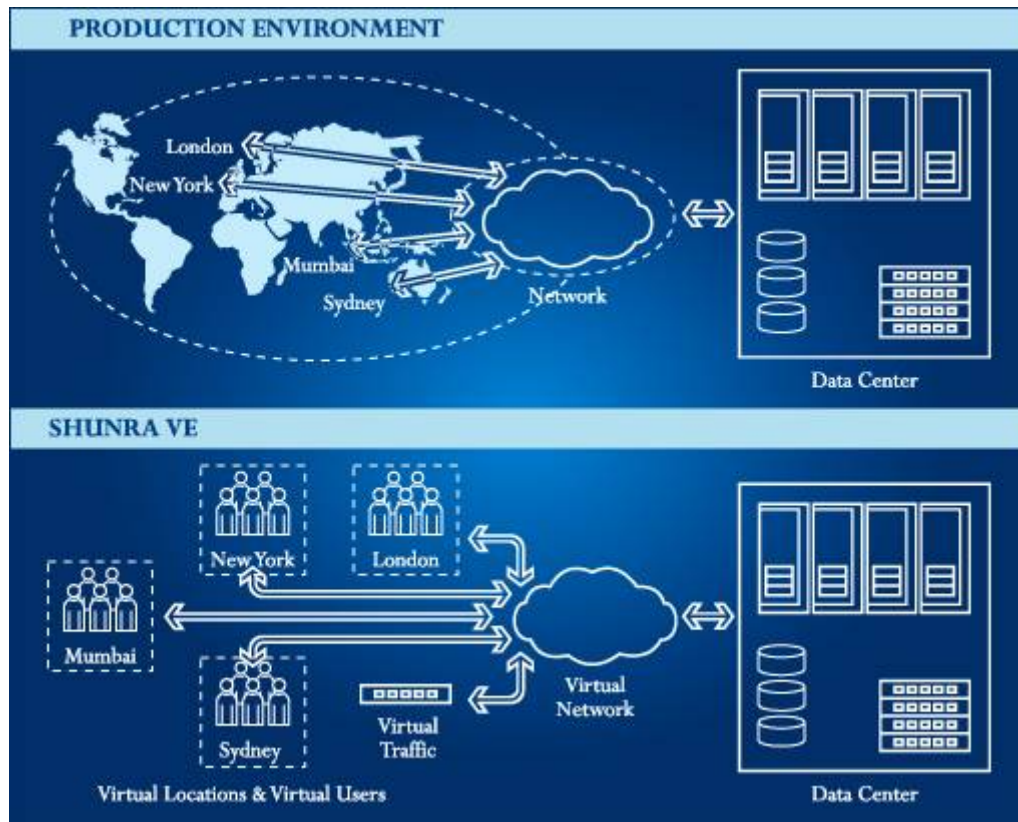 PRODUCTION ENVIRONMENT
London
New York
Mumbai
Sydney
Network
Data Center
SHUNRA VE
New York
London
Mumbai
Sydney
Virtual
Traffic
Virtual
Network
Virtual Locations & Virtual Users
Data Center